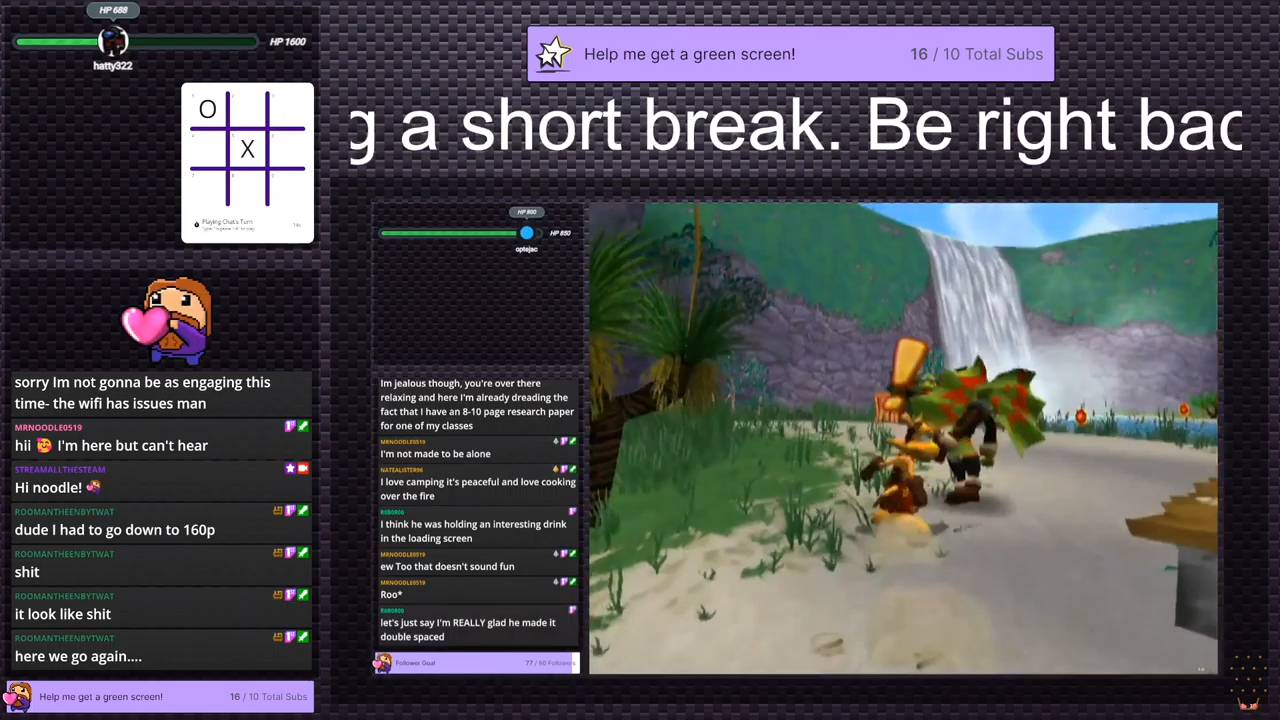 HP 688
HP 1600
hatty322
O
X
Playing Chat's Turn
Help me get a green screen!
16 / 10 Total Subs
g a short break. Be right bac
sorry Im not gonna be as engaging this
time- the wifi has issues man
MRNOODLE0519
hii 🥰 I'm here but can't hear
STREAMALLTHESTEAM
Hi noodle!
ROOMANTHEENBYTWAT
dude I had to go down to 160p
ROOMANTHEENBYTWAT
shit
ROOMANTHEENBYTWAT
it look like shit
ROOMANTHEENBYTWAT
here we go again....
Help me get a green screen!
16 / 10 Total Subs
HP 800
HP 850
optejac
Im jealous though, you're over there
relaxing and here I'm already dreading the
fact that I have an 8-10 page research paper
for one of my classes
MRNOODLE0519
I'm not made to be alone
NATEALISTER96
I love camping it's peaceful and love cooking
over the fire
I think he was holding an interesting drink
in the loading screen
MRNOODLE0519
ew Too that doesn't sound fun
MRNOODLE0519
Roo*
let's just say I'm REALLY glad he made it
double spaced
Follower Goal